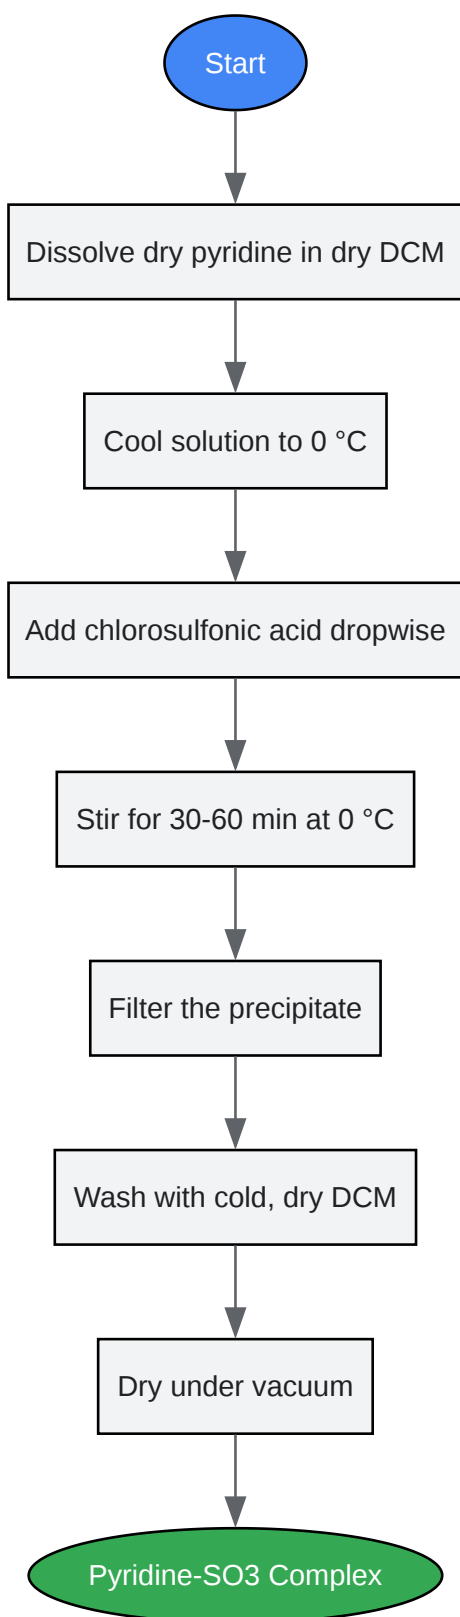 Start
Dissolve dry pyridine in dry DCM
Cool solution to 0 °C
Add chlorosulfonic acid dropwise
Stir for 30-60 min at 0 °C
Filter the precipitate
Wash with cold, dry DCM
Dry under vacuum
Pyridine-SO3 Complex